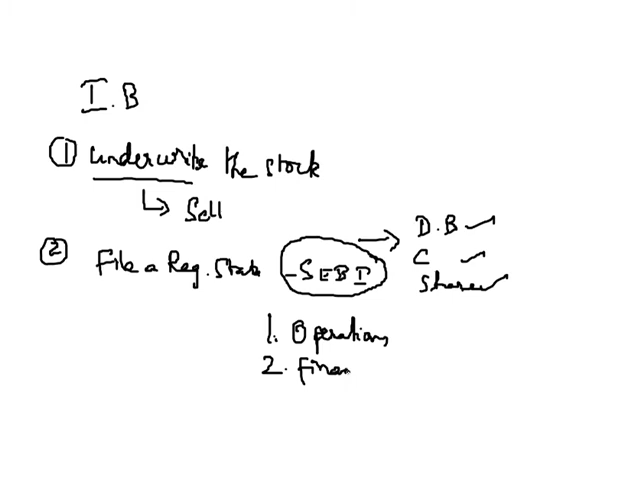 I.B
① Underwrite the stock
↳ Sell
② File a Reg. State - SEBI → D.B ✓
C ✓
Shares ✓
1. Operations
2. Finan